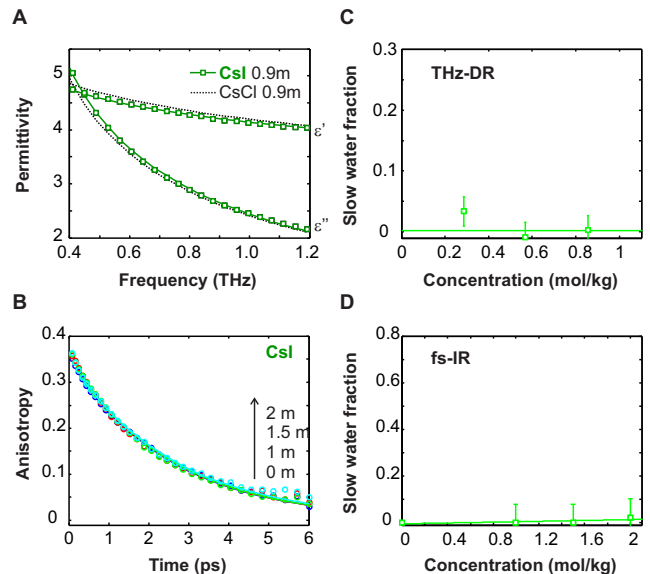 A
CsI 0.9m
CsCl 0.9m
ε'
ε"
Permittivity
5
4
3
2
0.4 0.6 0.8 1.0 1.2
Frequency (THz)
C
THz-DR
Slow water fraction
0.3
0.2
0.1
0
0 0.2 0.4 0.6 0.8 1
Concentration (mol/kg)
B
CsI
2 m
1.5 m
1 m
0 m
Anisotropy
0.4
0.3
0.2
0.1
0
0 1 2 3 4 5 6
Time (ps)
D
fs-IR
Slow water fraction
0.8
0.6
0.4
0.2
0
0 0.4 0.8 1.2 1.6 2
Concentration (mol/kg)